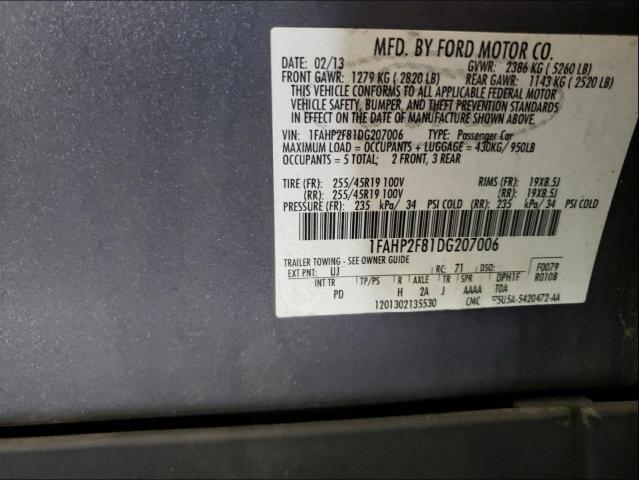 MFD. BY FORD MOTOR CO.
DATE: 02/13 GVWR: 2386 KG ( 5260 LB)
FRONT GAWR: 1279 KG ( 2820 LB) REAR GAWR: 1143 KG ( 2520 LB)
THIS VEHICLE CONFORMS TO ALL APPLICABLE FEDERAL MOTOR
VEHICLE SAFETY, BUMPER, AND THEFT PREVENTION STANDARDS
IN EFFECT ON THE DATE OF MANUFACTURE SHOWN ABOVE.
VIN: 1FAHP2F81DG207006 TYPE: Passenger Car
MAXIMUM LOAD = OCCUPANTS + LUGGAGE = 430KG/ 950LB
OCCUPANTS = 5 TOTAL; 2 FRONT, 3 REAR
TIRE (FR): 255/45R19 100V RIMS (FR): 19X8.5J
(RR): 255/45R19 100V (RR): 19X8.5J
PRESSURE (FR): 235 kPa/ 34 PSI COLD (RR): 235 kPa/ 34 PSI COLD
1FAHP2F81DG207006
TRAILER TOWING - SEE OWNER GUIDE
EXT PNT: UJ RC: 71 DSO: F0079
INT TR TP/PS R AXLE TR SPR DPH1F R0108
PD H 2A J AAAA T0A
1201302135530 CMC 5U5A-5420472-AA